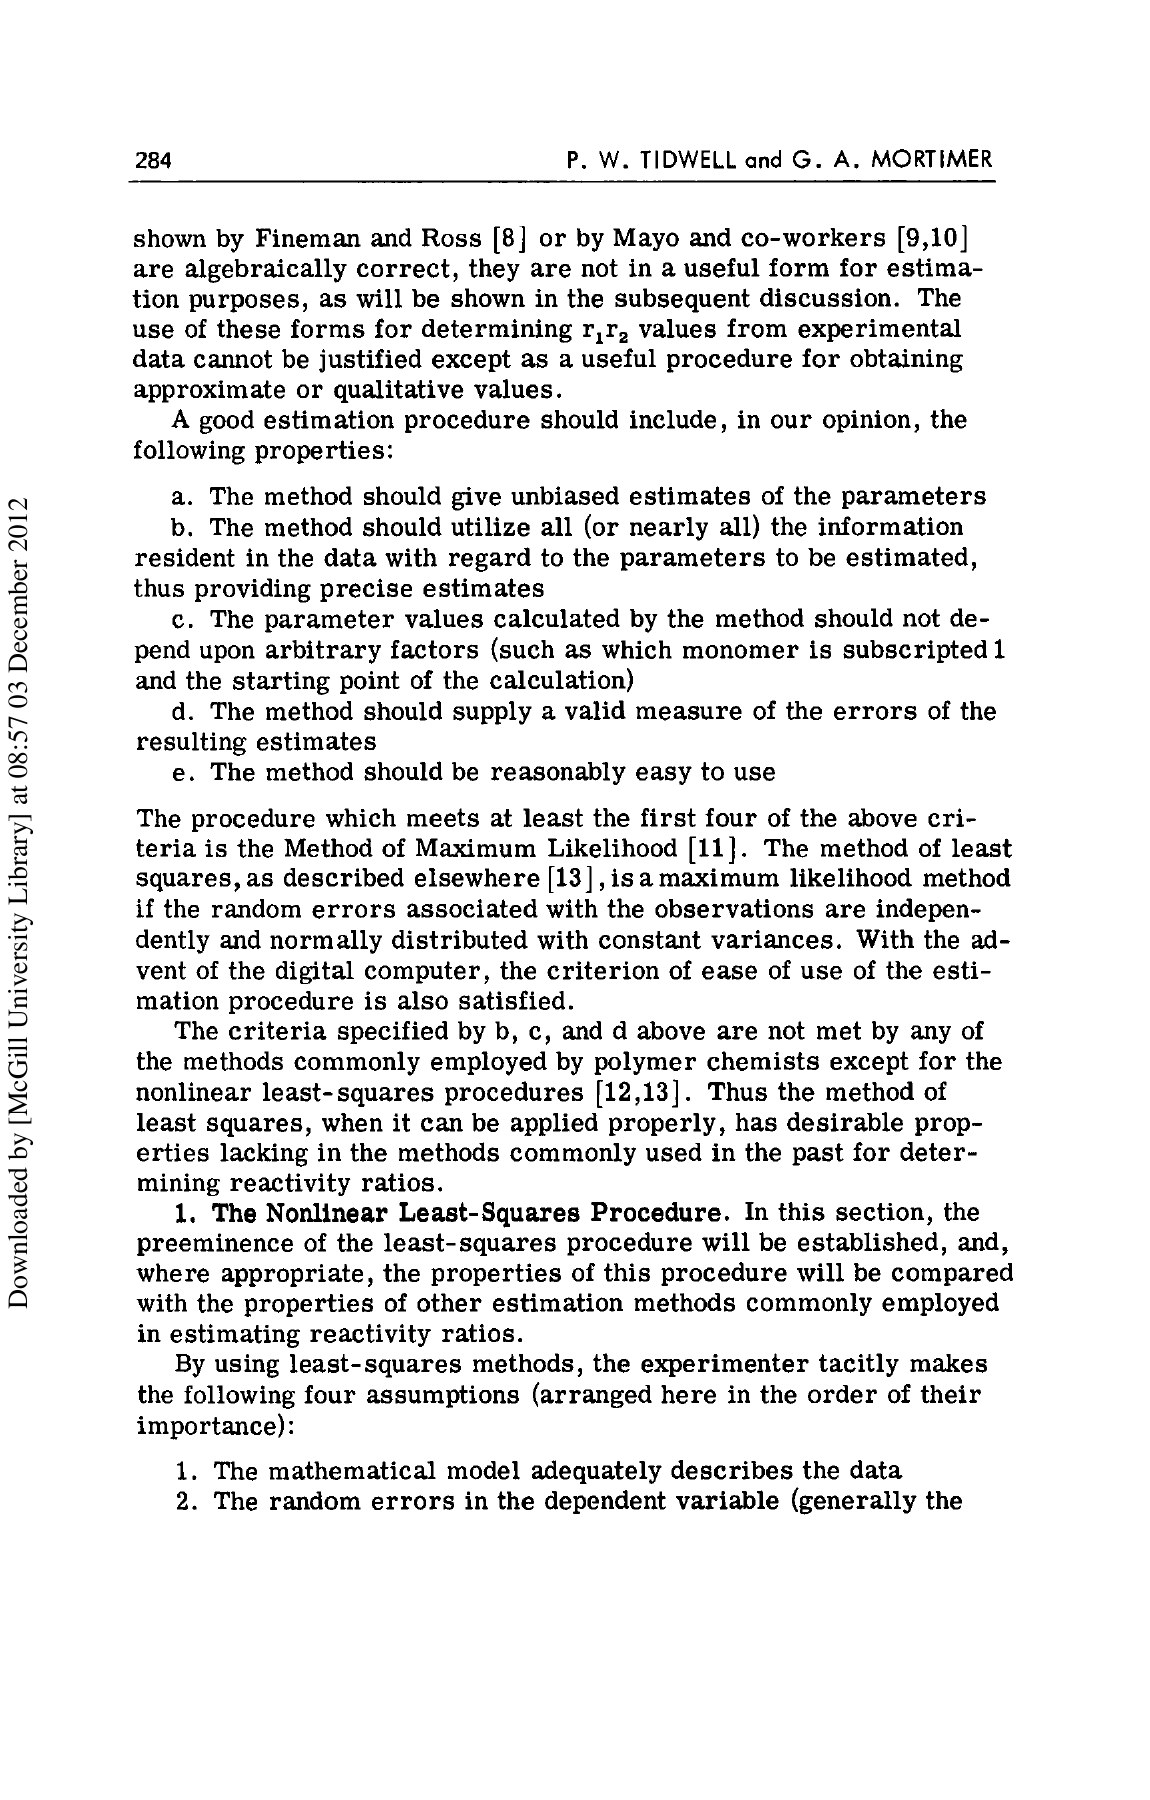 284 P. W. TIDWELL and G. A. MORTIMER
shown by Fineman and Ross [8] or by Mayo and co-workers [9,10]
are algebraically correct, they are not in a useful form for estima-
tion purposes, as will be shown in the subsequent discussion. The
use of these forms for determining r₁r₂ values from experimental
data cannot be justified except as a useful procedure for obtaining
approximate or qualitative values.
A good estimation procedure should include, in our opinion, the
following properties:
a. The method should give unbiased estimates of the parameters
b. The method should utilize all (or nearly all) the information
resident in the data with regard to the parameters to be estimated,
thus providing precise estimates
c. The parameter values calculated by the method should not de-
pend upon arbitrary factors (such as which monomer is subscripted 1
and the starting point of the calculation)
d. The method should supply a valid measure of the errors of the
resulting estimates
e. The method should be reasonably easy to use
The procedure which meets at least the first four of the above cri-
teria is the Method of Maximum Likelihood [11]. The method of least
squares, as described elsewhere [13], is a maximum likelihood method
if the random errors associated with the observations are indepen-
dently and normally distributed with constant variances. With the ad-
vent of the digital computer, the criterion of ease of use of the esti-
mation procedure is also satisfied.
The criteria specified by b, c, and d above are not met by any of
the methods commonly employed by polymer chemists except for the
nonlinear least-squares procedures [12,13]. Thus the method of
least squares, when it can be applied properly, has desirable prop-
erties lacking in the methods commonly used in the past for deter-
mining reactivity ratios.
1. The Nonlinear Least-Squares Procedure. In this section, the
preeminence of the least-squares procedure will be established, and,
where appropriate, the properties of this procedure will be compared
with the properties of other estimation methods commonly employed
in estimating reactivity ratios.
By using least-squares methods, the experimenter tacitly makes
the following four assumptions (arranged here in the order of their
importance):
1. The mathematical model adequately describes the data
2. The random errors in the dependent variable (generally the
Downloaded by [McGill University Library] at 08:57 03 December 2012